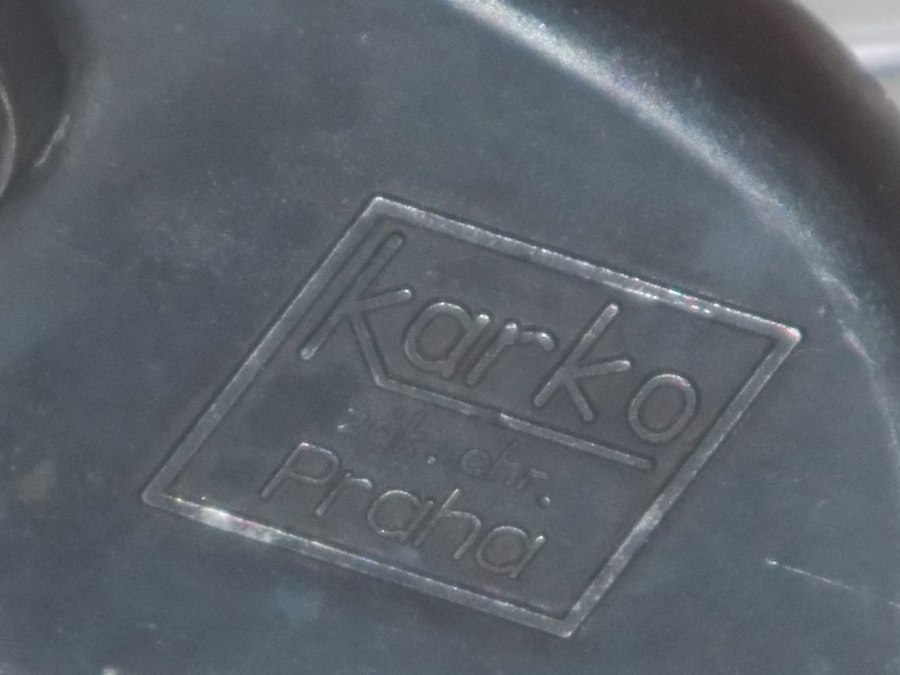 karko
zák. chr.
Praha